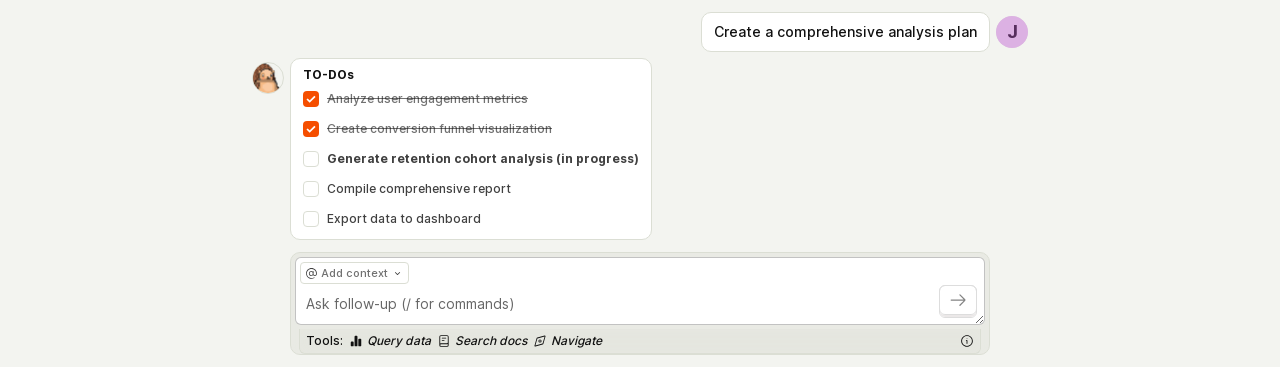 Create a comprehensive analysis plan
J
TO-DOs
Analyze user engagement metrics
Create conversion funnel visualization
Generate retention cohort analysis (in progress)
Compile comprehensive report
Export data to dashboard
@ Add context
Ask follow-up (/ for commands)
Tools: Query data Search docs Navigate